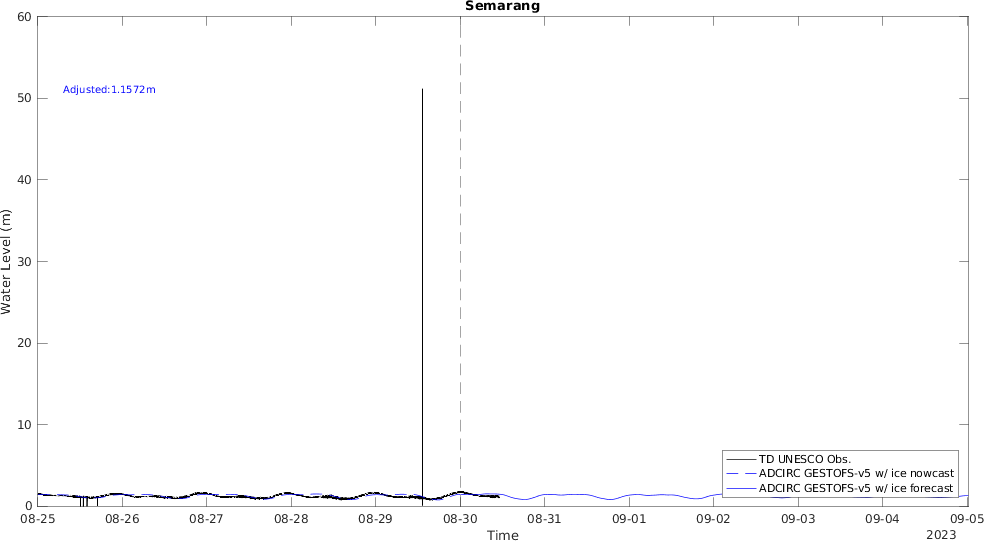 Semarang
60
50
40
30
20
10
0
Water Level (m)
Adjusted:1.1572m
TD UNESCO Obs.
ADCIRC GESTOFS-v5 w/ ice nowcast
ADCIRC GESTOFS-v5 w/ ice forecast
08-25 08-26 08-27 08-28 08-29 08-30 08-31 09-01 09-02 09-03 09-04 09-05
Time
2023